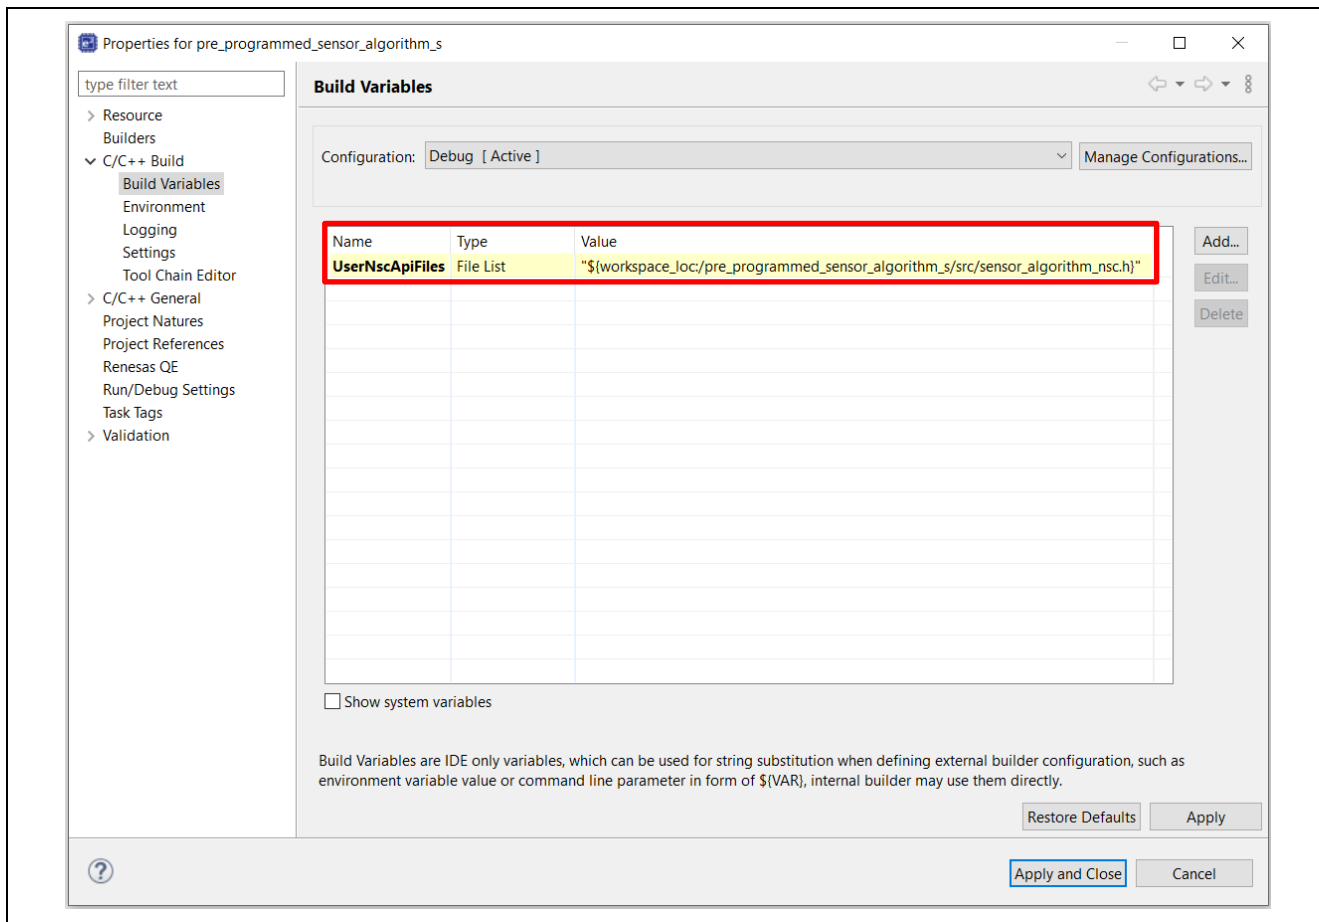 Properties for pre_programmed_sensor_algorithm_s
type filter text
Resource
Builders
C/C++ Build
Build Variables
Environment
Logging
Settings
Tool Chain Editor
C/C++ General
Project Natures
Project References
Renesas QE
Run/Debug Settings
Task Tags
Validation
Build Variables
Configuration: Debug [ Active ] Manage Configurations...
Name Type Value
UserNscApiFiles File List "${workspace_loc:/pre_programmed_sensor_algorithm_s/src/sensor_algorithm_nsc.h}"
Add...
Edit...
Delete
Show system variables
Build Variables are IDE only variables, which can be used for string substitution when defining external builder configuration, such as
environment variable value or command line parameter in form of ${VAR}, internal builder may use them directly.
Restore Defaults Apply
? Apply and Close Cancel